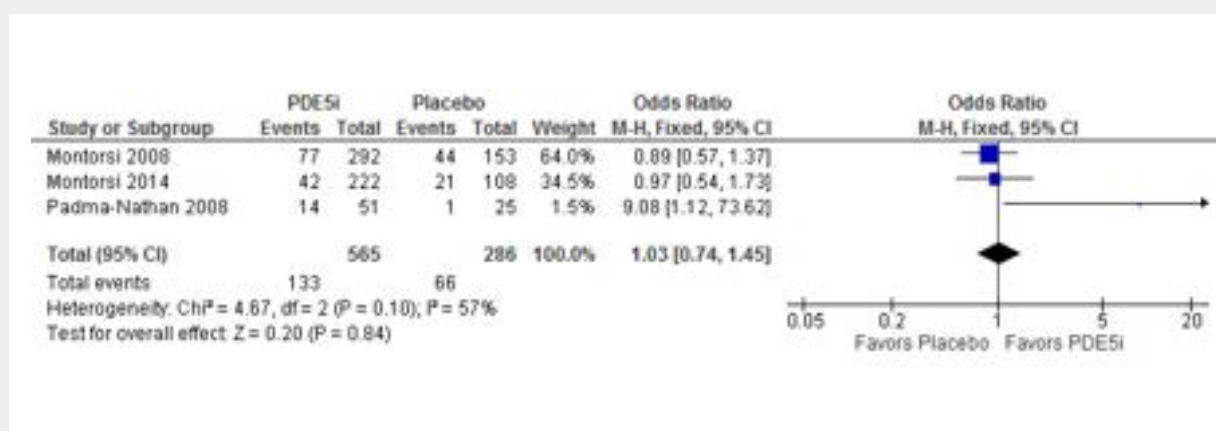 PDE5i Placebo Odds Ratio Odds Ratio
Study or Subgroup Events Total Events Total Weight M-H, Fixed, 95% CI M-H, Fixed, 95% CI
Montorsi 2008 77 292 44 153 64.0% 0.89 [0.57, 1.37]
Montorsi 2014 42 222 21 108 34.5% 0.97 [0.54, 1.73]
Padma-Nathan 2008 14 51 1 25 1.5% 9.08 [1.12, 73.62]
Total (95% CI) 565 286 100.0% 1.03 [0.74, 1.45]
Total events 133 66
Heterogeneity: Chi² = 4.67, df = 2 (P = 0.10); I² = 57%
Test for overall effect: Z = 0.20 (P = 0.84)
0.05 0.2 1 5 20
Favors Placebo Favors PDE5i